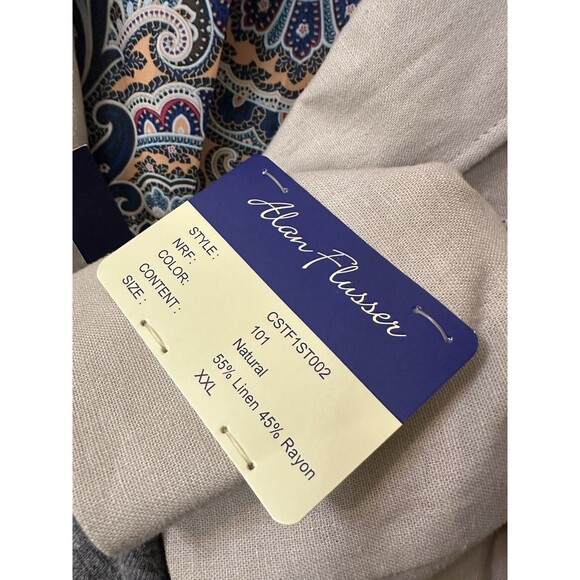 Alan Flusser
STYLE : CSTF1ST002
NRF : 101
COLOR: Natural
CONTENT : 55% Linen 45% Rayon
SIZE : XXL